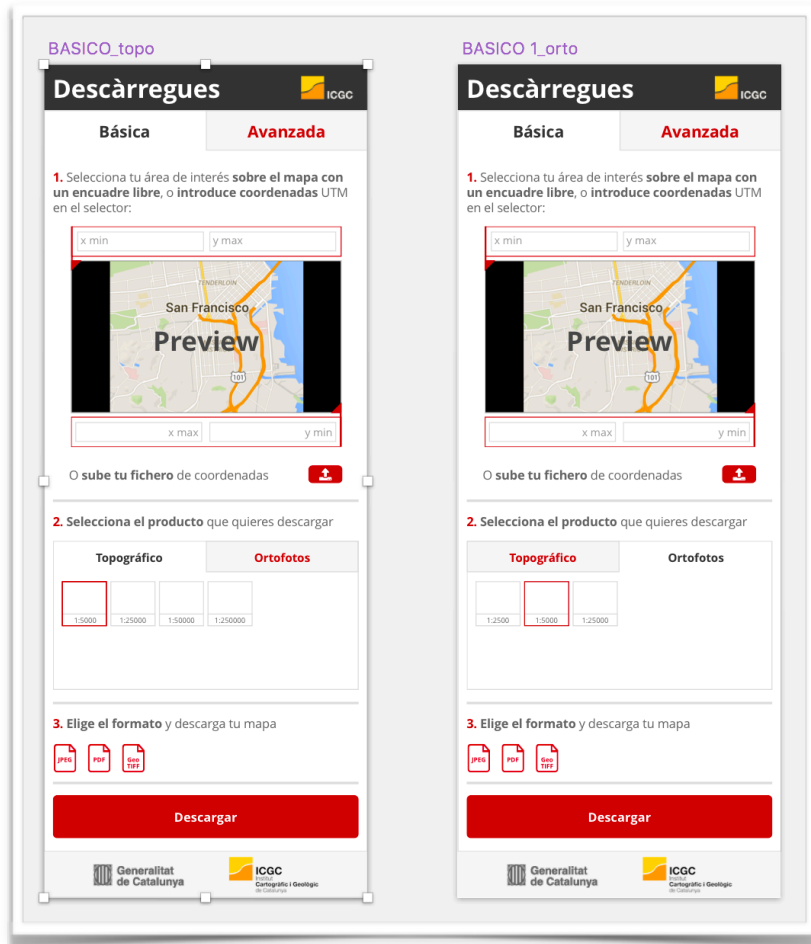 BASICO_topo
Descàrregues
ICGC
Básica
Avanzada
1. Selecciona tu área de interés sobre el mapa con
un encuadre libre, o introduce coordenadas UTM
en el selector:
x min
y max
TENDERLOIN
San Francisco
Preview
101
x max
y min
O sube tu fichero de coordenadas
2. Selecciona el producto que quieres descargar
Topográfico
Ortofotos
1:5000
1:25000
1:50000
1:250000
3. Elige el formato y descarga tu mapa
JPEG
PDF
Geo
TIFF
Descargar
Generalitat
de Catalunya
ICGC
Institut
Cartogràfic i Geològic
de Catalunya
BASICO 1_orto
Descàrregues
ICGC
Básica
Avanzada
1. Selecciona tu área de interés sobre el mapa con
un encuadre libre, o introduce coordenadas UTM
en el selector:
x min
y max
TENDERLOIN
San Francisco
Preview
101
x max
y min
O sube tu fichero de coordenadas
2. Selecciona el producto que quieres descargar
Topográfico
Ortofotos
1:2500
1:5000
1:25000
3. Elige el formato y descarga tu mapa
JPEG
PDF
Geo
TIFF
Descargar
Generalitat
de Catalunya
ICGC
Institut
Cartogràfic i Geològic
de Catalunya